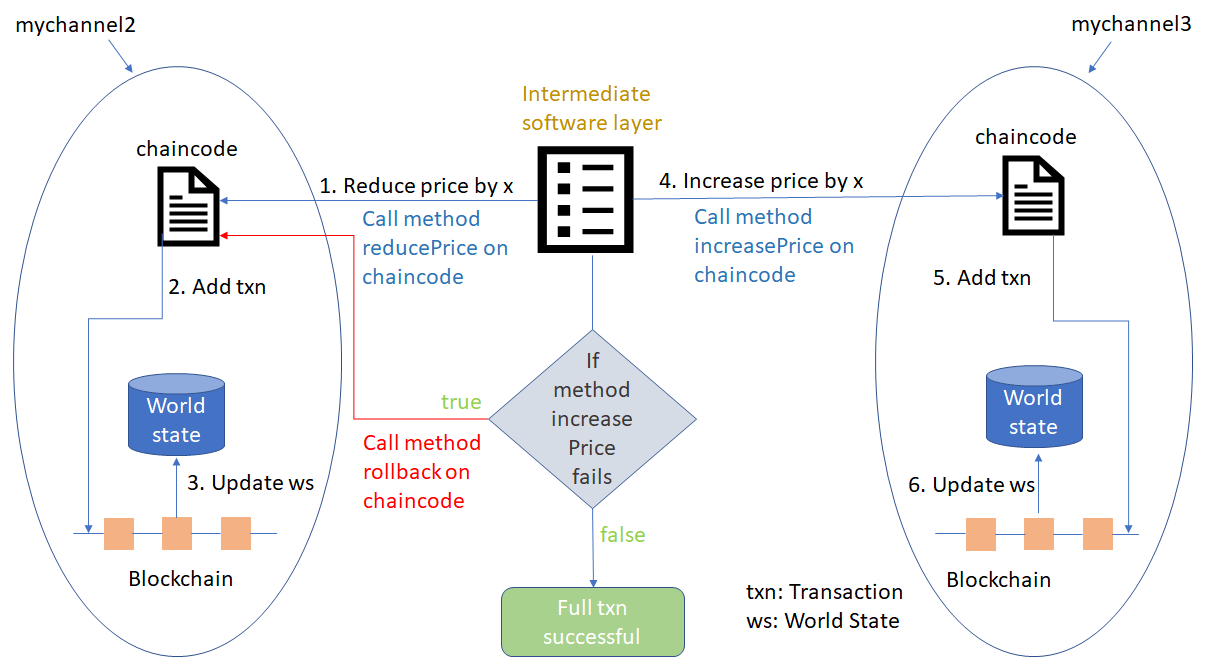 mychannel2
mychannel3
Intermediate
software layer
chaincode
chaincode
1. Reduce price by x
4. Increase price by x
Call method
reducePrice on
chaincode
Call method
increasePrice on
chaincode
2. Add txn
5. Add txn
If
method
increase
Price
fails
World
state
World
state
true
Call method
rollback on
chaincode
3. Update ws
6. Update ws
false
Blockchain
Blockchain
Full txn
successful
txn: Transaction
ws: World State